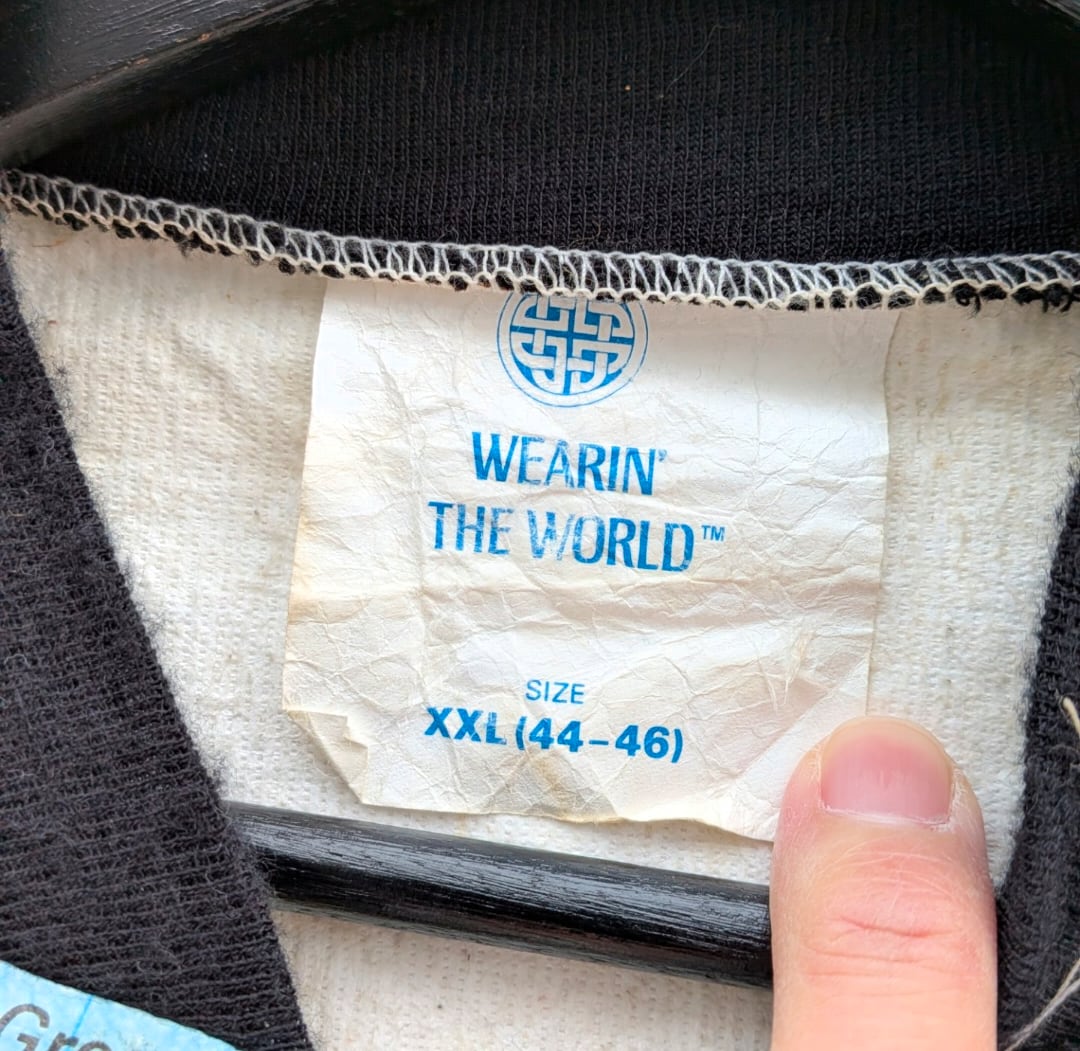 WEARIN'
THE WORLD™
SIZE
XXL (44-46)